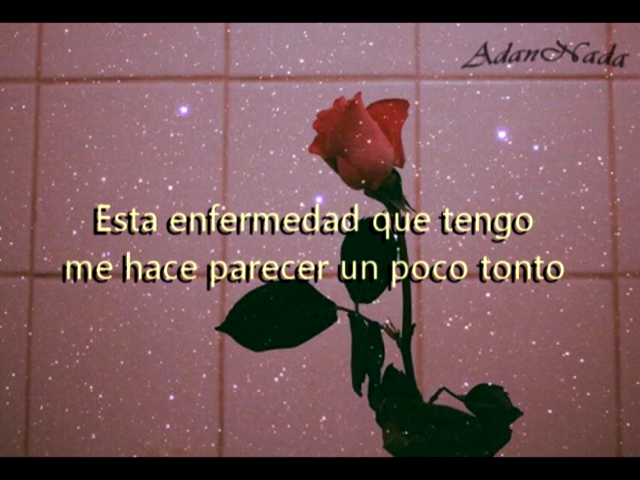 AdanNada
Esta enfermedad que tengo
me hace parecer un poco tonto